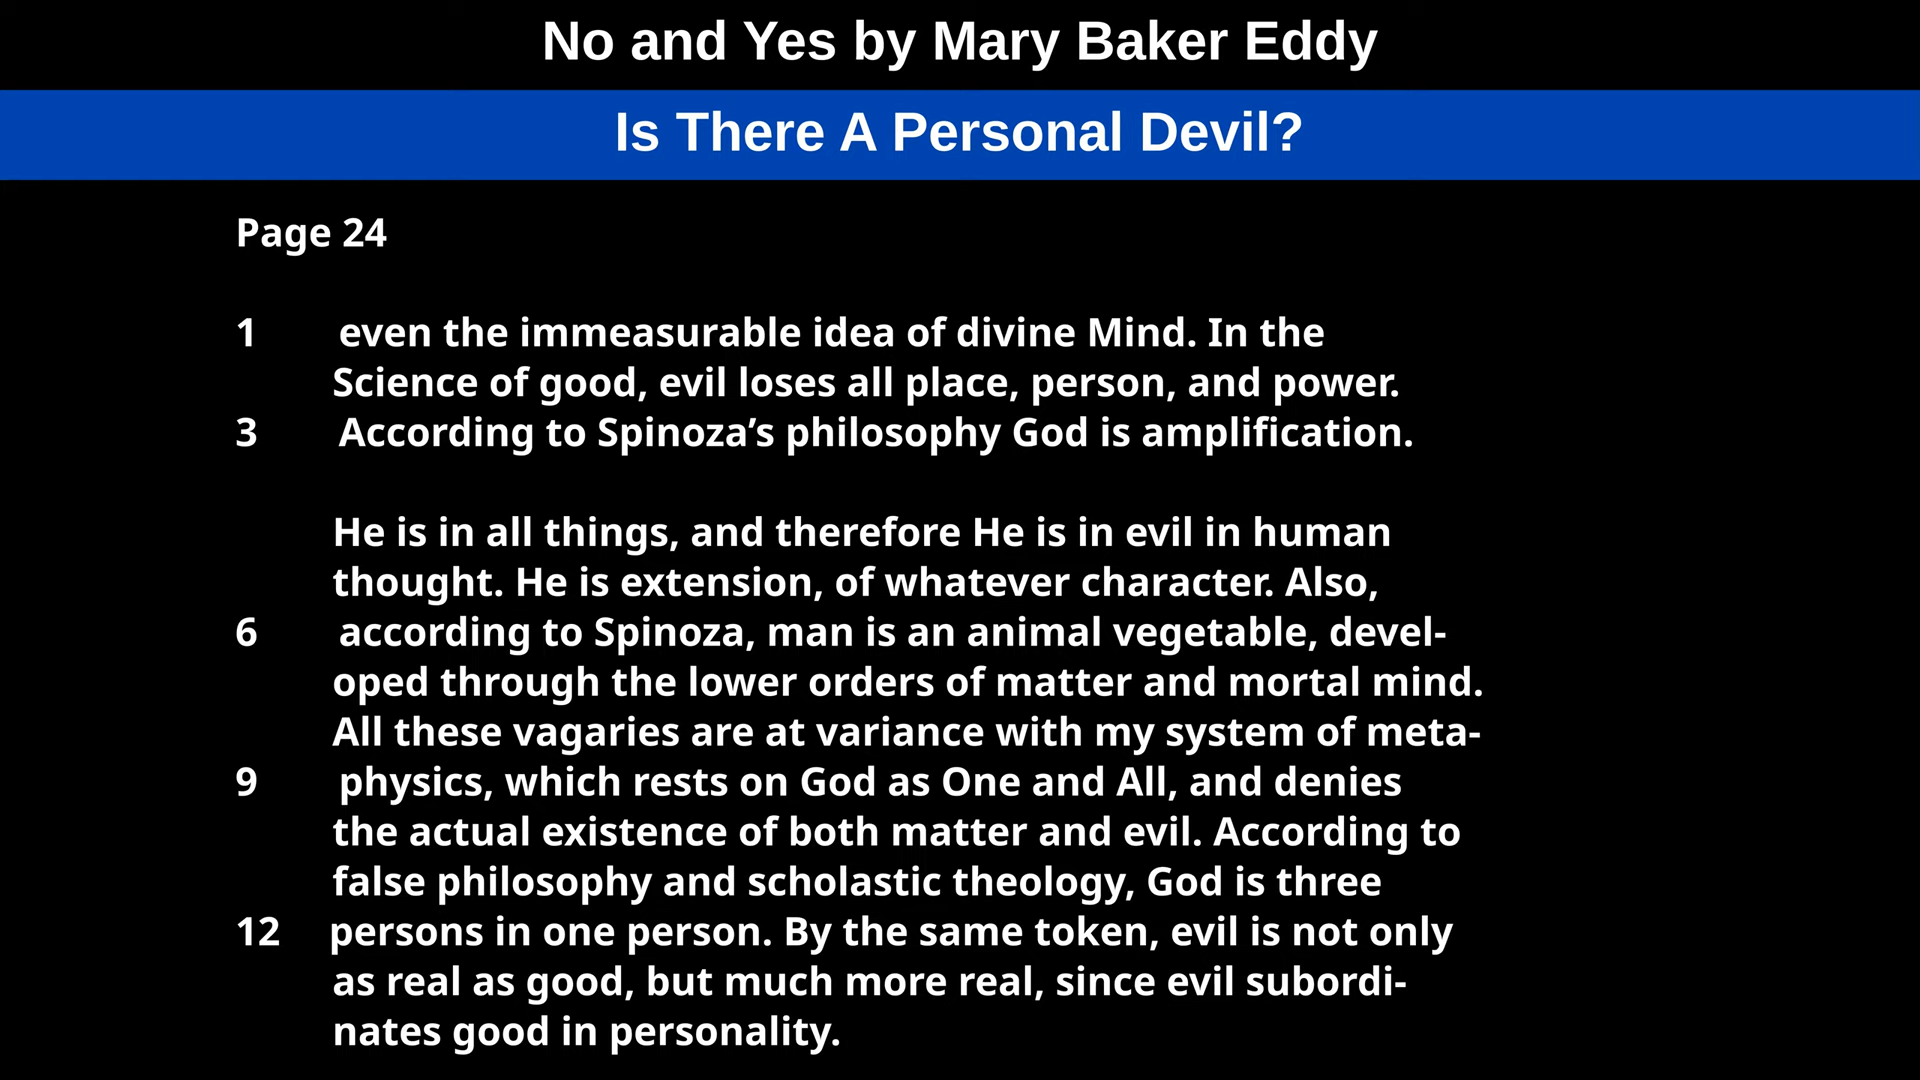 No and Yes by Mary Baker Eddy
Is There A Personal Devil?
Page 24
1 even the immeasurable idea of divine Mind. In the
Science of good, evil loses all place, person, and power.
3 According to Spinoza’s philosophy God is amplification.
He is in all things, and therefore He is in evil in human
thought. He is extension, of whatever character. Also,
6 according to Spinoza, man is an animal vegetable, devel-
oped through the lower orders of matter and mortal mind.
All these vagaries are at variance with my system of meta-
9 physics, which rests on God as One and All, and denies
the actual existence of both matter and evil. According to
false philosophy and scholastic theology, God is three
12 persons in one person. By the same token, evil is not only
as real as good, but much more real, since evil subordi-
nates good in personality.